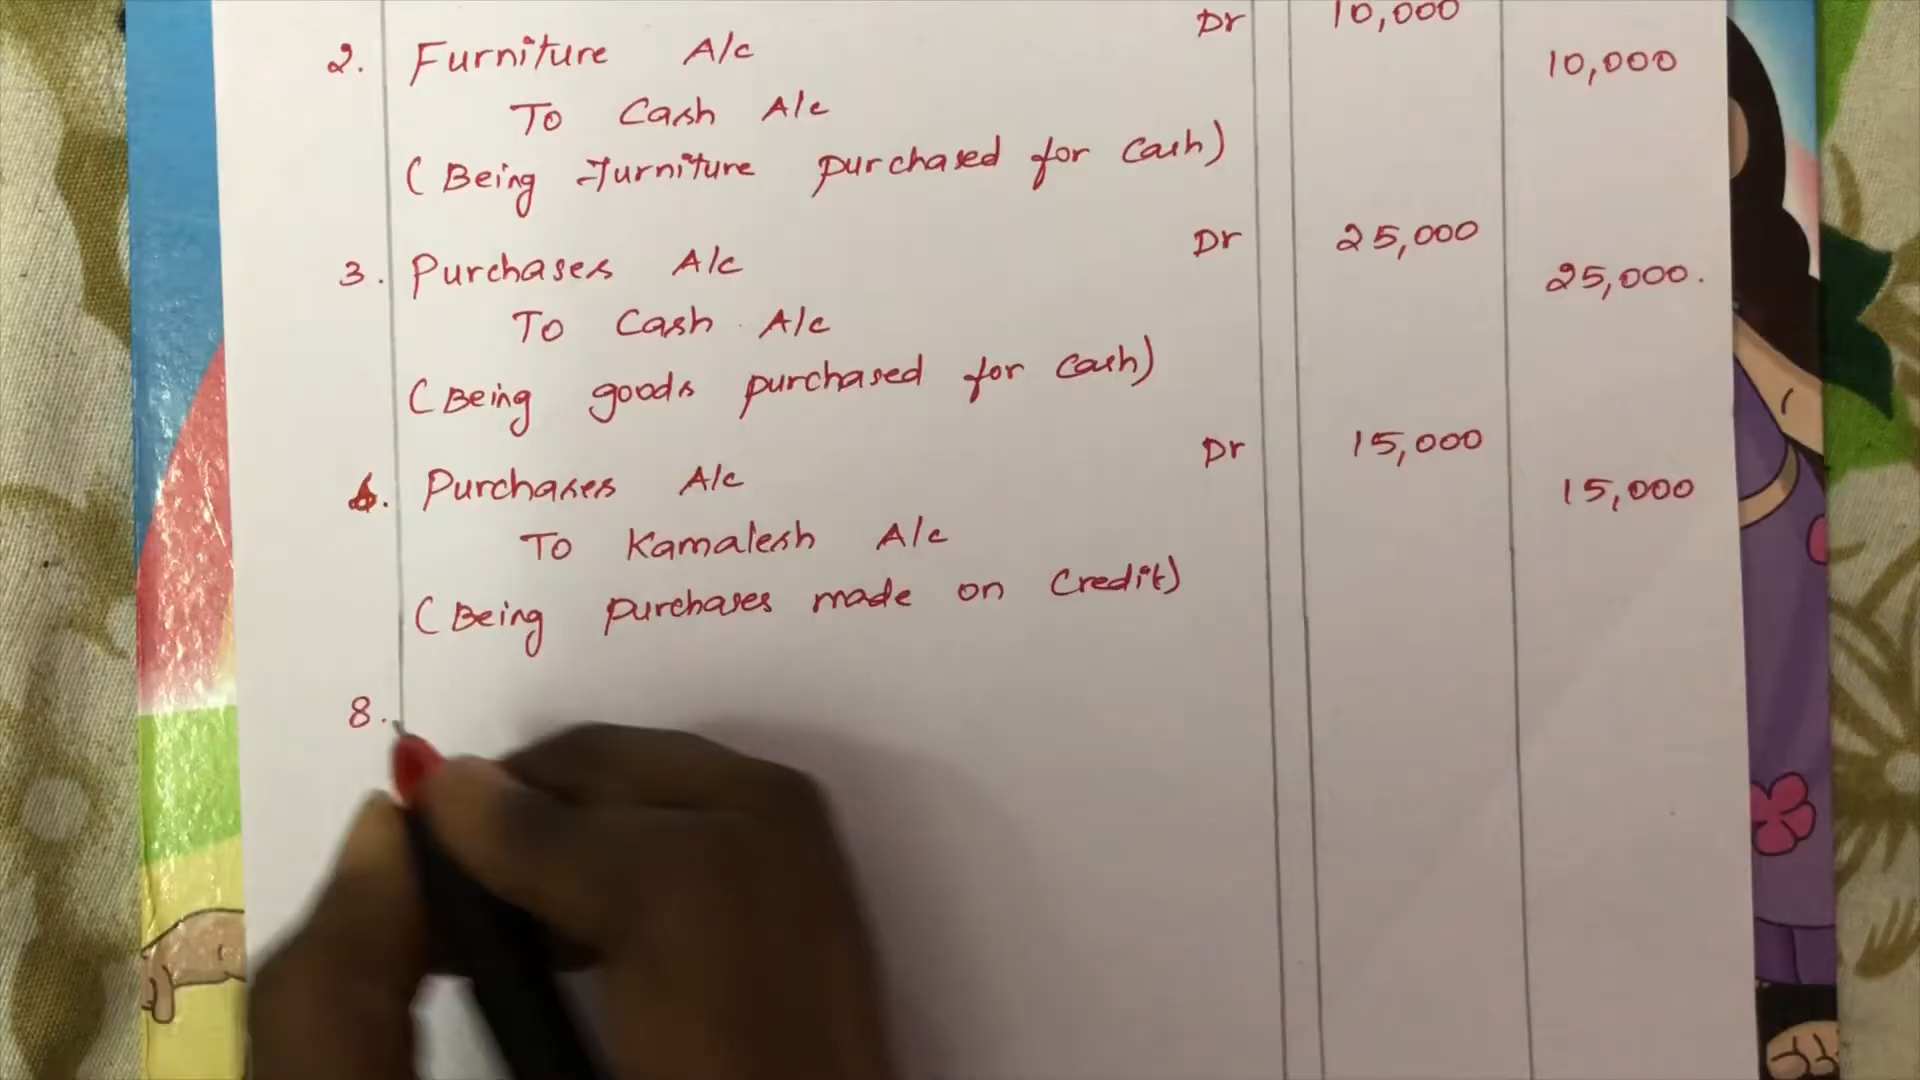 Dr 10,000
2. Furniture A/c
10,000
To Cash A/c
(Being furniture purchased for cash)
Dr 25,000
3. Purchases A/c
25,000.
To Cash A/c
(Being goods purchased for cash)
Dr 15,000
6. Purchases A/c
15,000
To Kamalesh A/c
(Being purchases made on credit)
8.